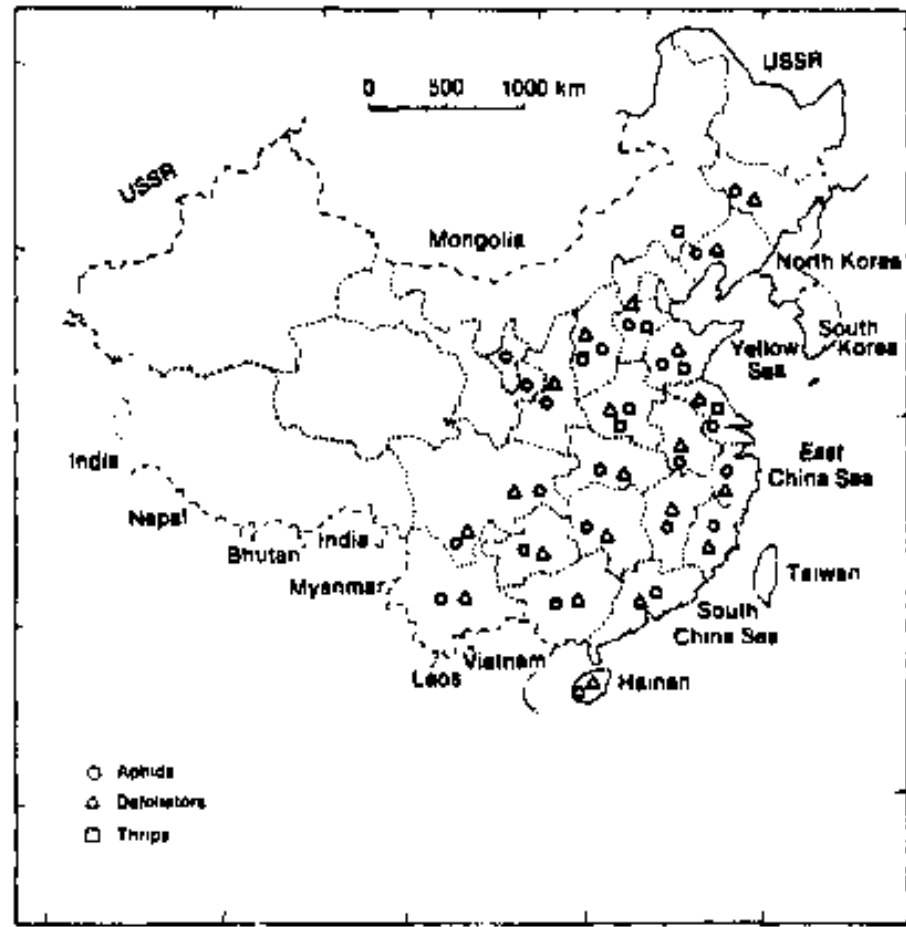 USSR
0 500 1000 km
USSR
Mongolia
North Korea
South
Korea
Yellow
Sea
East
China Sea
India
Nepal
Bhutan
India
Myanmar
Taiwan
South
China Sea
Vietnam
Laos
Hainan
Aphids
Defoliators
Thrips